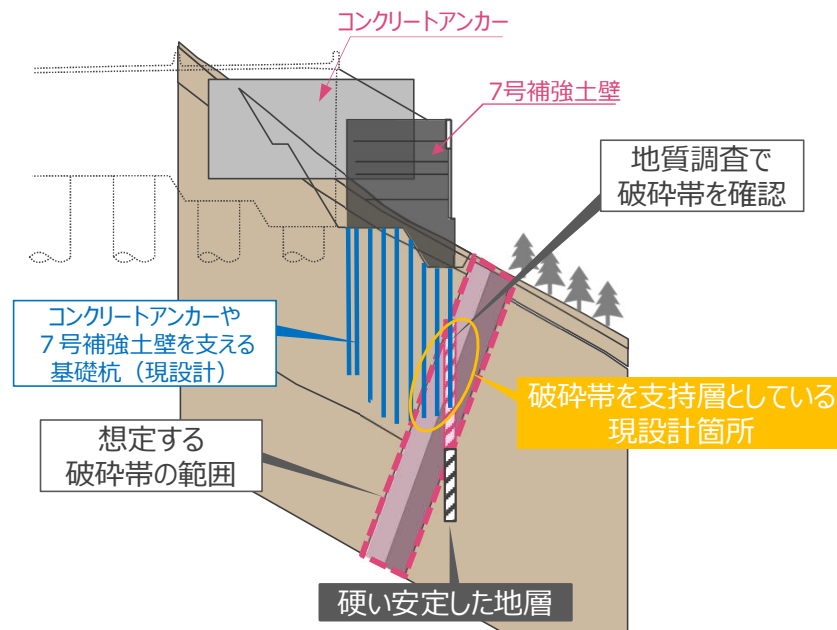 コンクリートアンカー
7号補強土壁
地質調査で
破砕帯を確認
コンクリートアンカーや
７号補強土壁を支える
基礎杭（現設計）
破砕帯を支持層としている
現設計箇所
想定する
破砕帯の範囲
硬い安定した地層